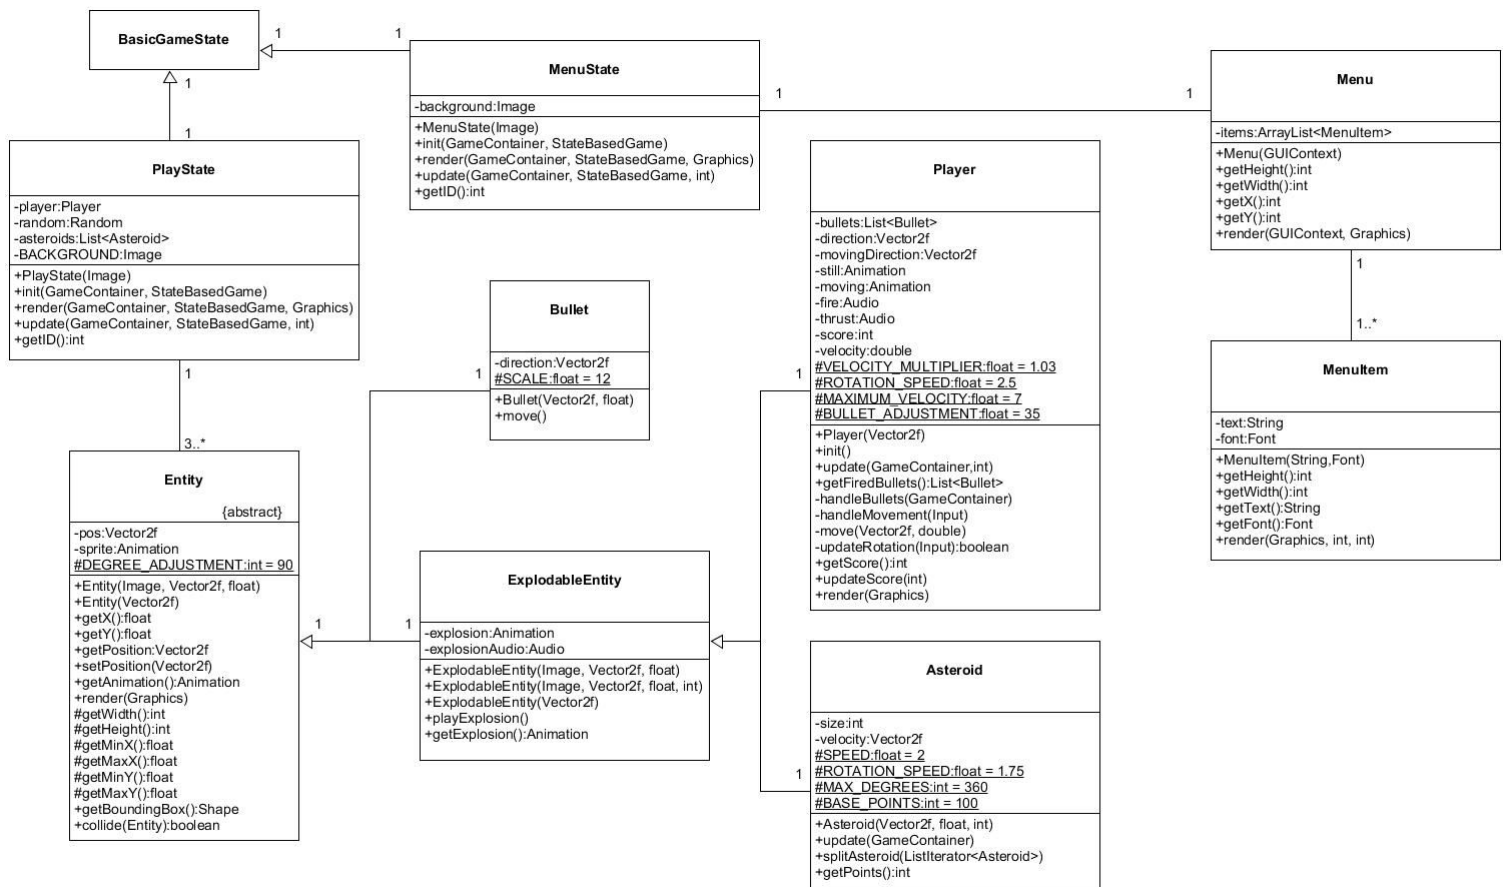 BasicGameState
1
1
1
1
MenuState
-background:Image
+MenuState(Image)
+init(GameContainer, StateBasedGame)
+render(GameContainer, StateBasedGame, Graphics)
+update(GameContainer, StateBasedGame, int)
+getID():int
1
1
Menu
-items:ArrayList<MenuItem>
+Menu(GUIContext)
+getHeight():int
+getWidth():int
+getX():int
+getY():int
+render(GUIContext, Graphics)
1
1..*
MenuItem
-text:String
-font:Font
+MenuItem(String,Font)
+getHeight():int
+getWidth():int
+getText():String
+getFont():Font
+render(Graphics, int, int)
PlayState
-player:Player
-random:Random
-asteroids:List<Asteroid>
-BACKGROUND:Image
+PlayState(Image)
+init(GameContainer, StateBasedGame)
+render(GameContainer, StateBasedGame, Graphics)
+update(GameContainer, StateBasedGame, int)
+getID():int
1
3..*
Entity
{abstract}
-pos:Vector2f
-sprite:Animation
#DEGREE_ADJUSTMENT:int = 90
+Entity(Image, Vector2f, float)
+Entity(Vector2f)
+getX():float
+getY():float
+getPosition:Vector2f
+setPosition(Vector2f)
+getAnimation():Animation
+render(Graphics)
#getWidth():int
#getHeight():int
#getMinX():float
#getMaxX():float
#getMinY():float
#getMaxY():float
+getBoundingBox():Shape
+collide(Entity):boolean
1
1
1
Bullet
-direction:Vector2f
#SCALE:float = 12
+Bullet(Vector2f, float)
+move()
ExplodableEntity
-explosion:Animation
-explosionAudio:Audio
+ExplodableEntity(Image, Vector2f, float)
+ExplodableEntity(Image, Vector2f, float, int)
+ExplodableEntity(Vector2f)
+playExplosion()
+getExplosion():Animation
1
1
Player
-bullets:List<Bullet>
-direction:Vector2f
-movingDirection:Vector2f
-still:Animation
-moving:Animation
-fire:Audio
-thrust:Audio
-score:int
-velocity:double
#VELOCITY_MULTIPLIER:float = 1.03
#ROTATION_SPEED:float = 2.5
#MAXIMUM_VELOCITY:float = 7
#BULLET_ADJUSTMENT:float = 35
+Player(Vector2f)
+init()
+update(GameContainer,int)
+getFiredBullets():List<Bullet>
-handleBullets(GameContainer)
-handleMovement(Input)
-move(Vector2f, double)
-updateRotation(Input):boolean
+getScore():int
+updateScore(int)
+render(Graphics)
Asteroid
-size:int
-velocity:Vector2f
#SPEED:float = 2
#ROTATION_SPEED:float = 1.75
#MAX_DEGREES:int = 360
#BASE_POINTS:int = 100
+Asteroid(Vector2f, float, int)
+update(GameContainer)
+splitAsteroid(ListIterator<Asteroid>)
+getPoints():int